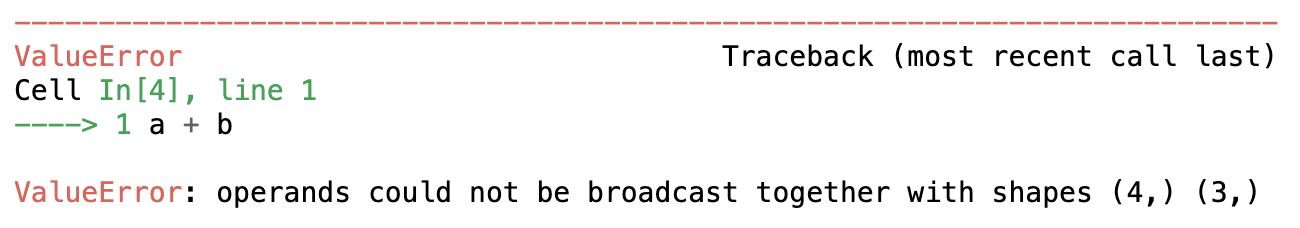 ---------------------------------------------------------------------------
ValueError                                Traceback (most recent call last)
Cell In[4], line 1
----> 1 a + b

ValueError: operands could not be broadcast together with shapes (4,) (3,)